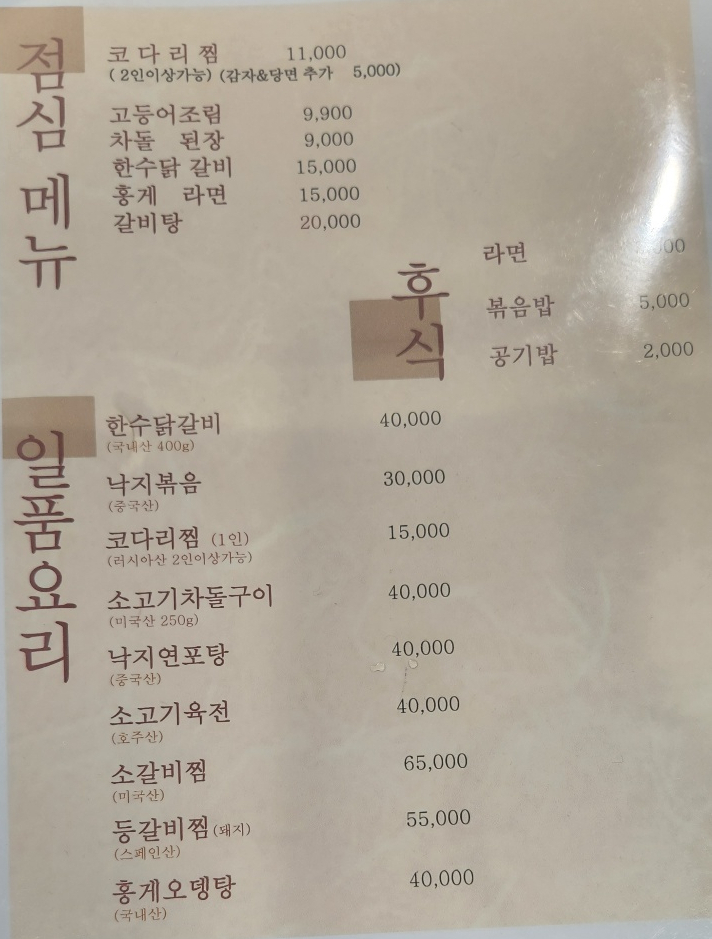 점심 메뉴
코다리찜 11,000
(2인이상가능) (감자&당면 추가 5,000)
고등어조림 9,900
차돌 된장 9,000
한수닭 갈비 15,000
홍게 라면 15,000
갈비탕 20,000
후식
라면
볶음밥 5,000
공기밥 2,000
일품요리
한수닭갈비 40,000
(국내산 400g)
낙지볶음 30,000
(중국산)
코다리찜 (1인) 15,000
(러시아산 2인이상가능)
소고기차돌구이 40,000
(미국산 250g)
낙지연포탕 40,000
(중국산)
소고기육전 40,000
(호주산)
소갈비찜 65,000
(미국산)
등갈비찜(돼지) 55,000
(스페인산)
홍게오뎅탕 40,000
(국내산)